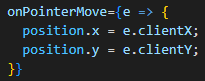 onPointerMove={e => {
  position.x = e.clientX;
  position.y = e.clientY;
}}